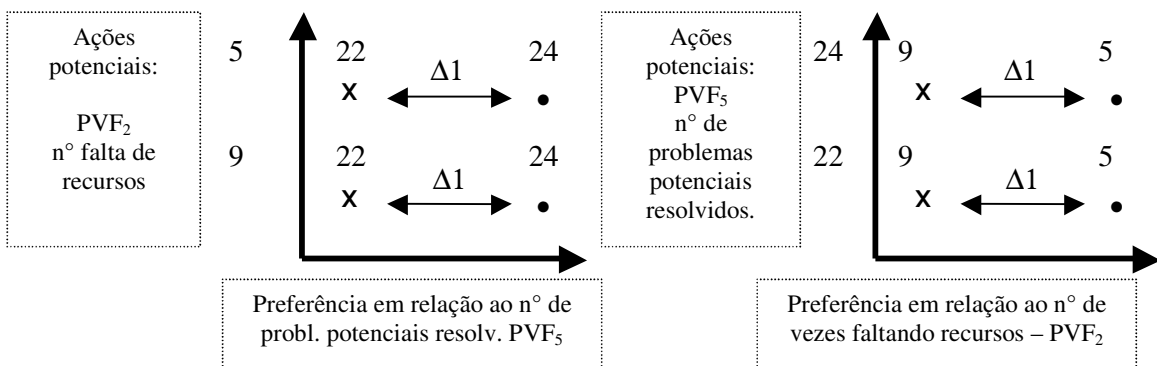 Ações
potenciais:
PVF2
n° falta de
recursos
5 22 24
x Δ1 •
9 22 24
x Δ1 •
Preferência em relação ao n° de
probl. potenciais resolv. PVF5
Ações
potenciais:
PVF5
n° de
problemas
potenciais
resolvidos.
24 9 5
x Δ1 •
22 9 5
x Δ1 •
Preferência em relação ao n° de
vezes faltando recursos – PVF2